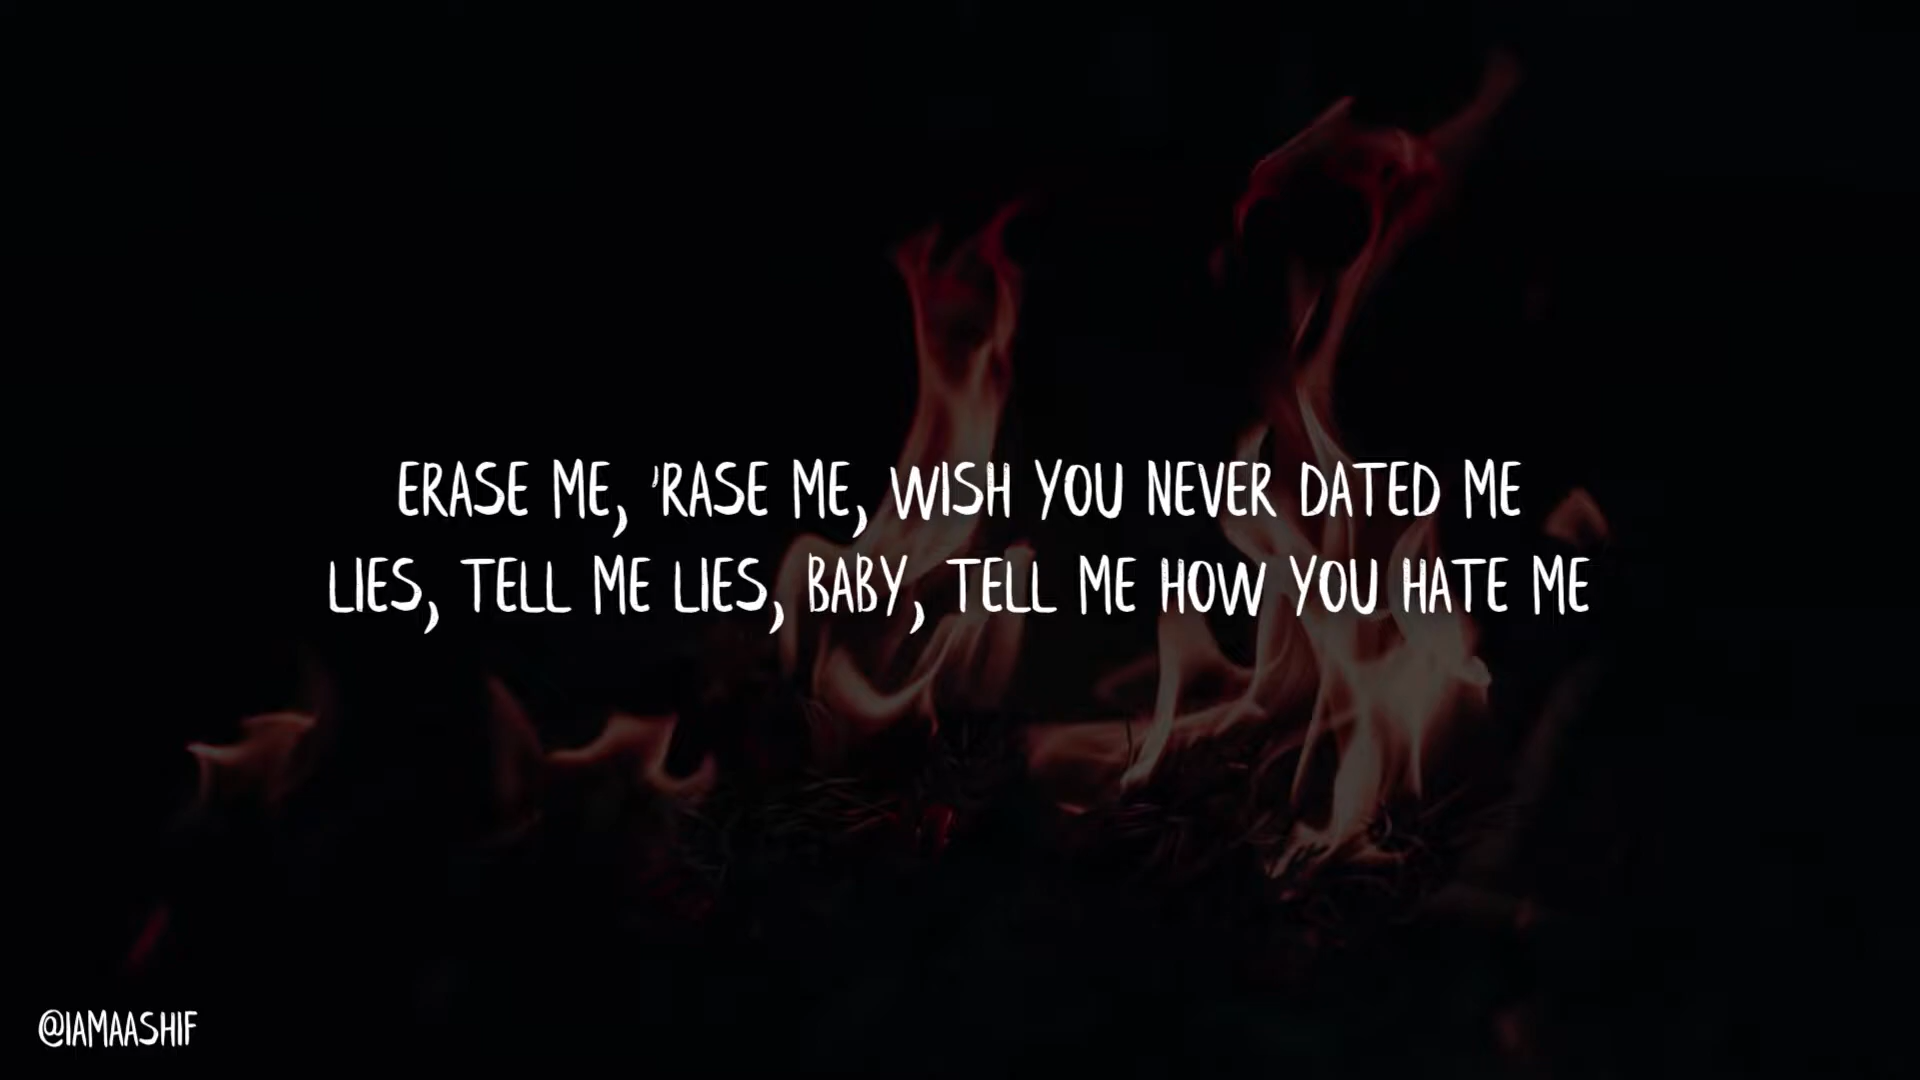 ERASE ME, 'RASE ME, WISH YOU NEVER DATED ME
LIES, TELL ME LIES, BABY, TELL ME HOW YOU HATE ME
@IAMAASHIF